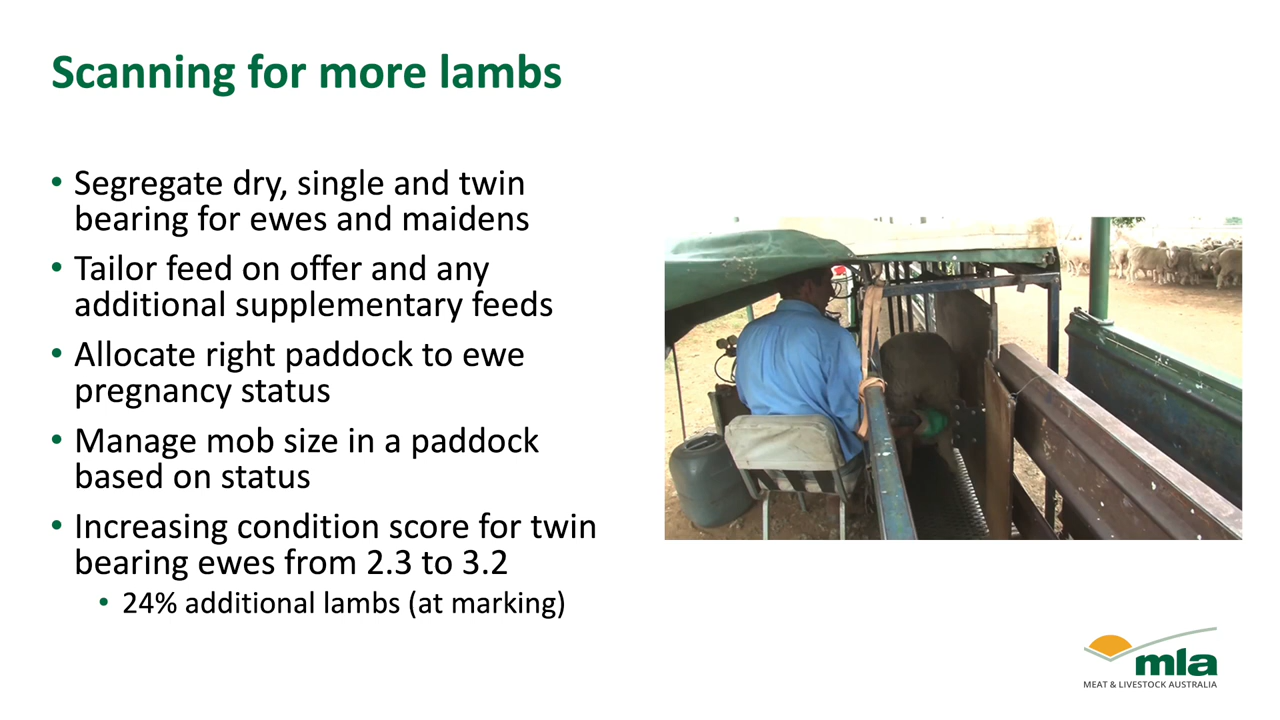 Scanning for more lambs
• Segregate dry, single and twin
bearing for ewes and maidens
• Tailor feed on offer and any
additional supplementary feeds
• Allocate right paddock to ewe
pregnancy status
• Manage mob size in a paddock
based on status
• Increasing condition score for twin
bearing ewes from 2.3 to 3.2
• 24% additional lambs (at marking)
mla
MEAT & LIVESTOCK AUSTRALIA